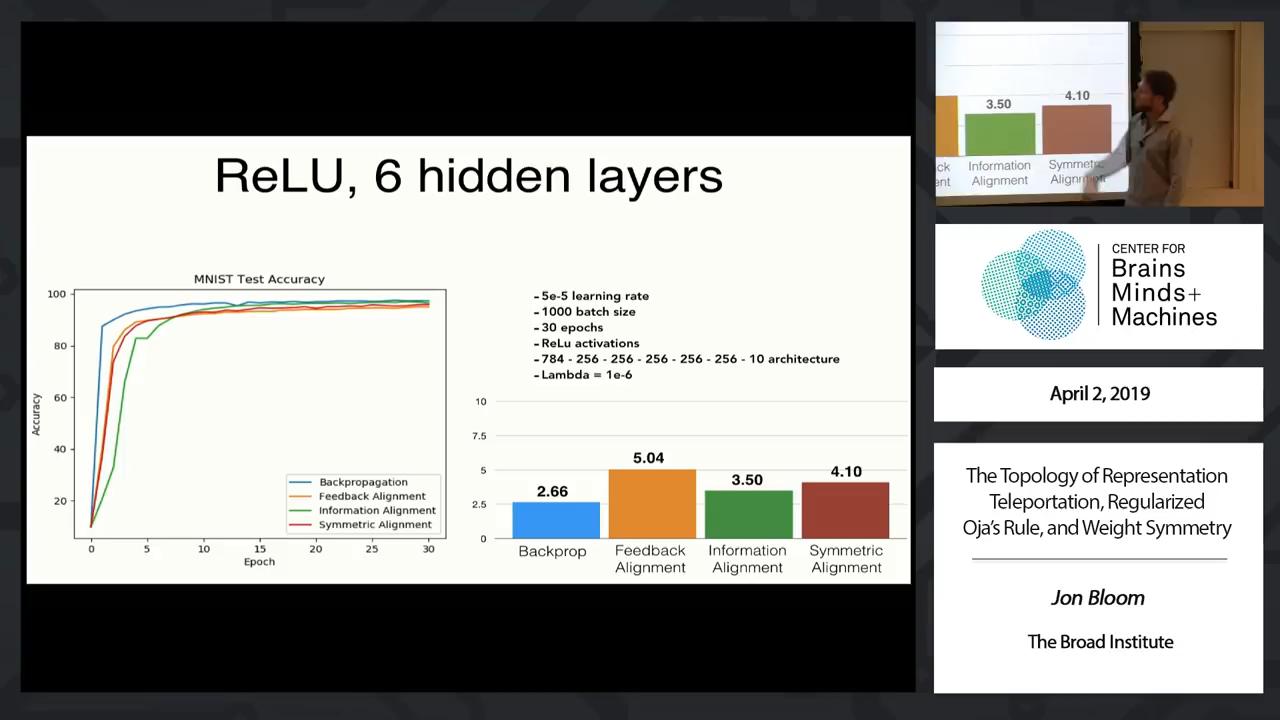 ReLU, 6 hidden layers
MNIST Test Accuracy
100
80
60
40
20
Accuracy
0
5
10
15
20
25
30
Epoch
Backpropagation
Feedback Alignment
Information Alignment
Symmetric Alignment
- 5e-5 learning rate
- 1000 batch size
- 30 epochs
- ReLu activations
- 784 - 256 - 256 - 256 - 256 - 256 - 10 architecture
- Lambda = 1e-6
10
7.5
5
2.5
0
2.66
5.04
3.50
4.10
Backprop
Feedback
Alignment
Information
Alignment
Symmetric
Alignment
3.50
4.10
ck
ent
Information
Alignment
Symmetric
Alignment
CENTER FOR
Brains
Minds+
Machines
April 2, 2019
The Topology of Representation
Teleportation, Regularized
Oja's Rule, and Weight Symmetry
Jon Bloom
The Broad Institute